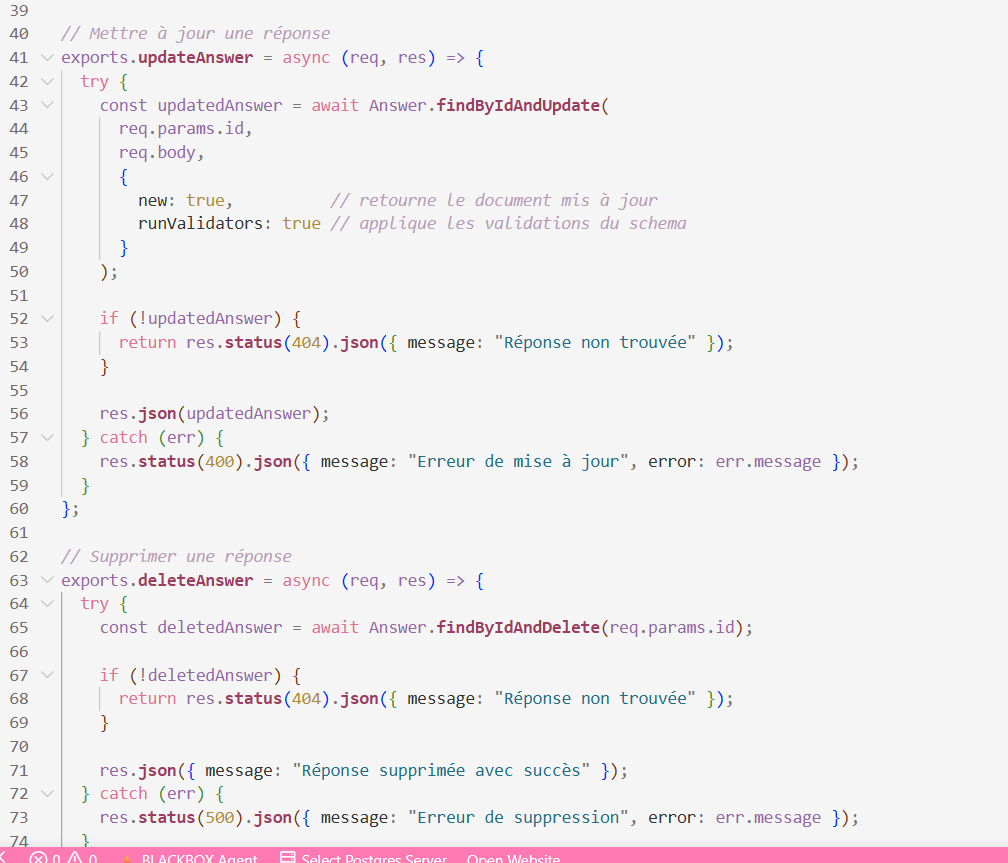 39
40 // Mettre à jour une réponse
41 exports.updateAnswer = async (req, res) => {
42   try {
43     const updatedAnswer = await Answer.findByIdAndUpdate(
44       req.params.id,
45       req.body,
46       {
47         new: true,          // retourne le document mis à jour
48         runValidators: true // applique les validations du schema
49       }
50     );
51
52     if (!updatedAnswer) {
53       return res.status(404).json({ message: "Réponse non trouvée" });
54     }
55
56     res.json(updatedAnswer);
57   } catch (err) {
58     res.status(400).json({ message: "Erreur de mise à jour", error: err.message });
59   }
60 };
61
62 // Supprimer une réponse
63 exports.deleteAnswer = async (req, res) => {
64   try {
65     const deletedAnswer = await Answer.findByIdAndDelete(req.params.id);
66
67     if (!deletedAnswer) {
68       return res.status(404).json({ message: "Réponse non trouvée" });
69     }
70
71     res.json({ message: "Réponse supprimée avec succès" });
72   } catch (err) {
73     res.status(500).json({ message: "Erreur de suppression", error: err.message });
74   }
0 0 BLACKBOX Agent Select Postgres Server Open Website